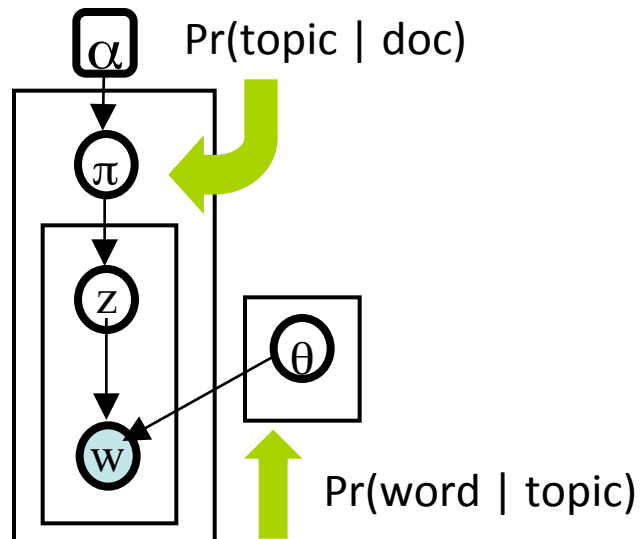 α
Pr(topic | doc)
π
z
θ
w
Pr(word | topic)